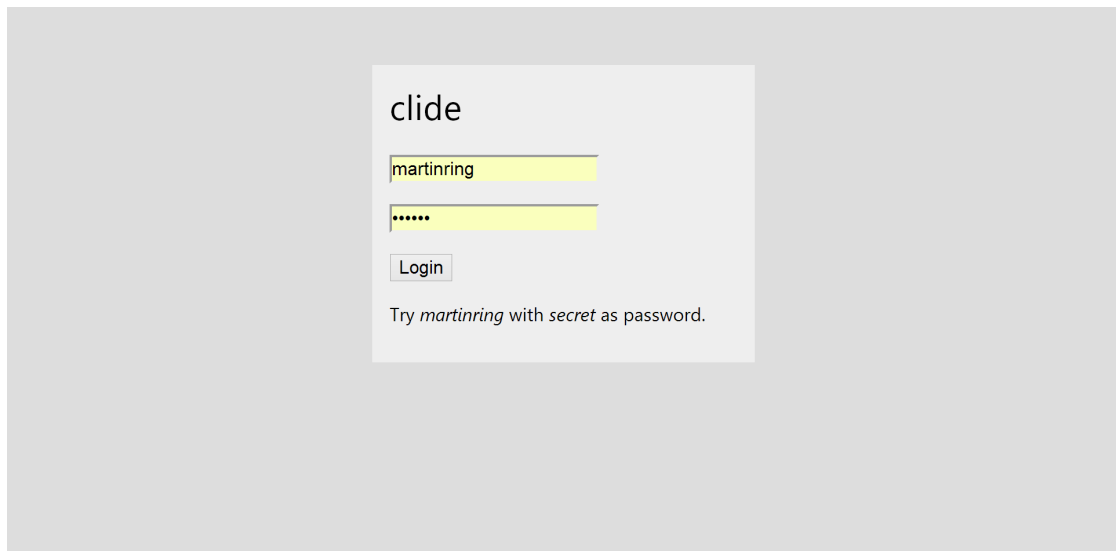 clide
martinring
••••••
Login
Try martinring with secret as password.